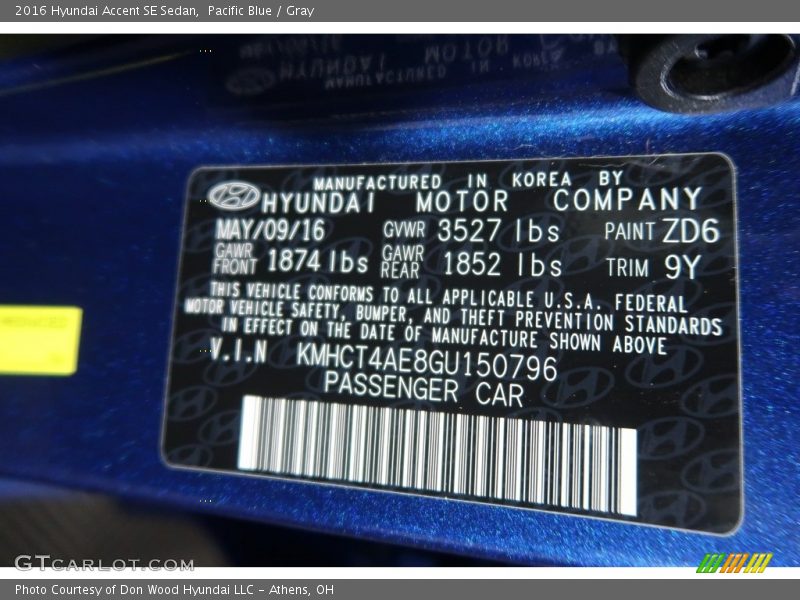 2016 Hyundai Accent SE Sedan,  Pacific Blue / Gray
MANUFACTURED IN KOREA BY
HYUNDAI MOTOR COMPANY
MAY/09/16 GVWR 3527 lbs PAINT ZD6
GAWR FRONT 1874 lbs GAWR REAR 1852 lbs TRIM 9Y
THIS VEHICLE CONFORMS TO ALL APPLICABLE U.S.A. FEDERAL
MOTOR VEHICLE SAFETY, BUMPER, AND THEFT PREVENTION STANDARDS
IN EFFECT ON THE DATE OF MANUFACTURE SHOWN ABOVE
V.I.N KMHCT4AE8GU150796
PASSENGER CAR
GTCARLOT.COM
Photo Courtesy of Don Wood Hyundai LLC - Athens, OH